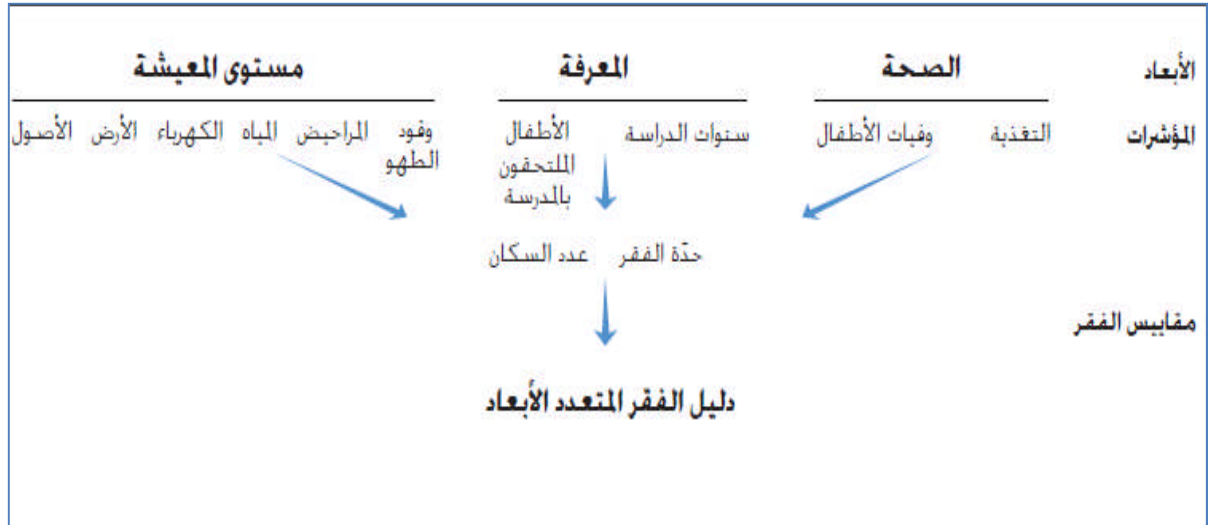 الأبعاد الصحة المعرفة مستوى المعيشة
المؤشرات التغذية وفيات الأطفال سنوات الدراسة الأطفال الملتحقون بالمدرسة وقود الطهو المراحيض المياه الكهرباء الأرض الأصول
حدّة الفقر عدد السكان
مقاييس الفقر
دليل الفقر المتعدد الأبعاد